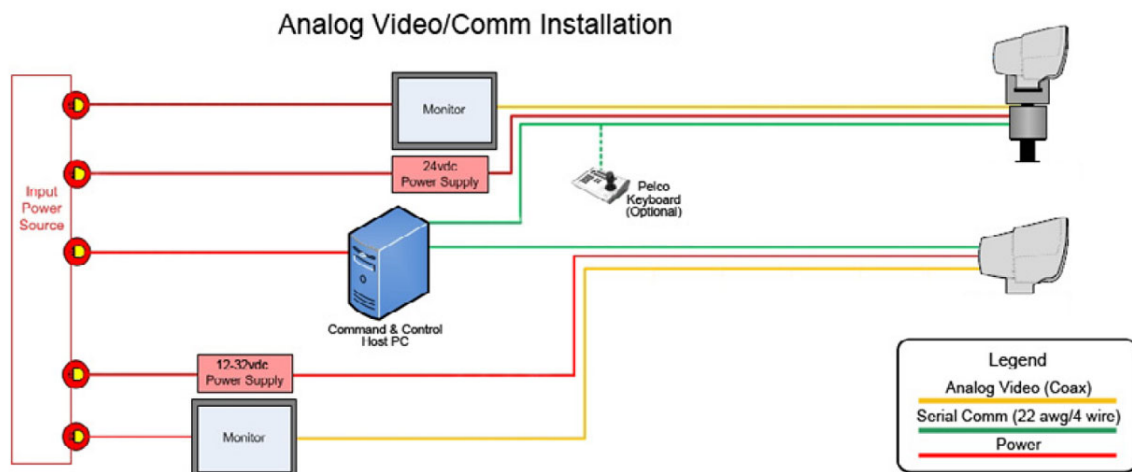 Analog Video/Comm Installation
Monitor
24vdc
Power Supply
Input
Power
Source
Pelco
Keyboard
(Optional)
Command & Control
Host PC
12-32vdc
Power Supply
Monitor
Legend
Analog Video (Coax)
Serial Comm (22 awg/4 wire)
Power